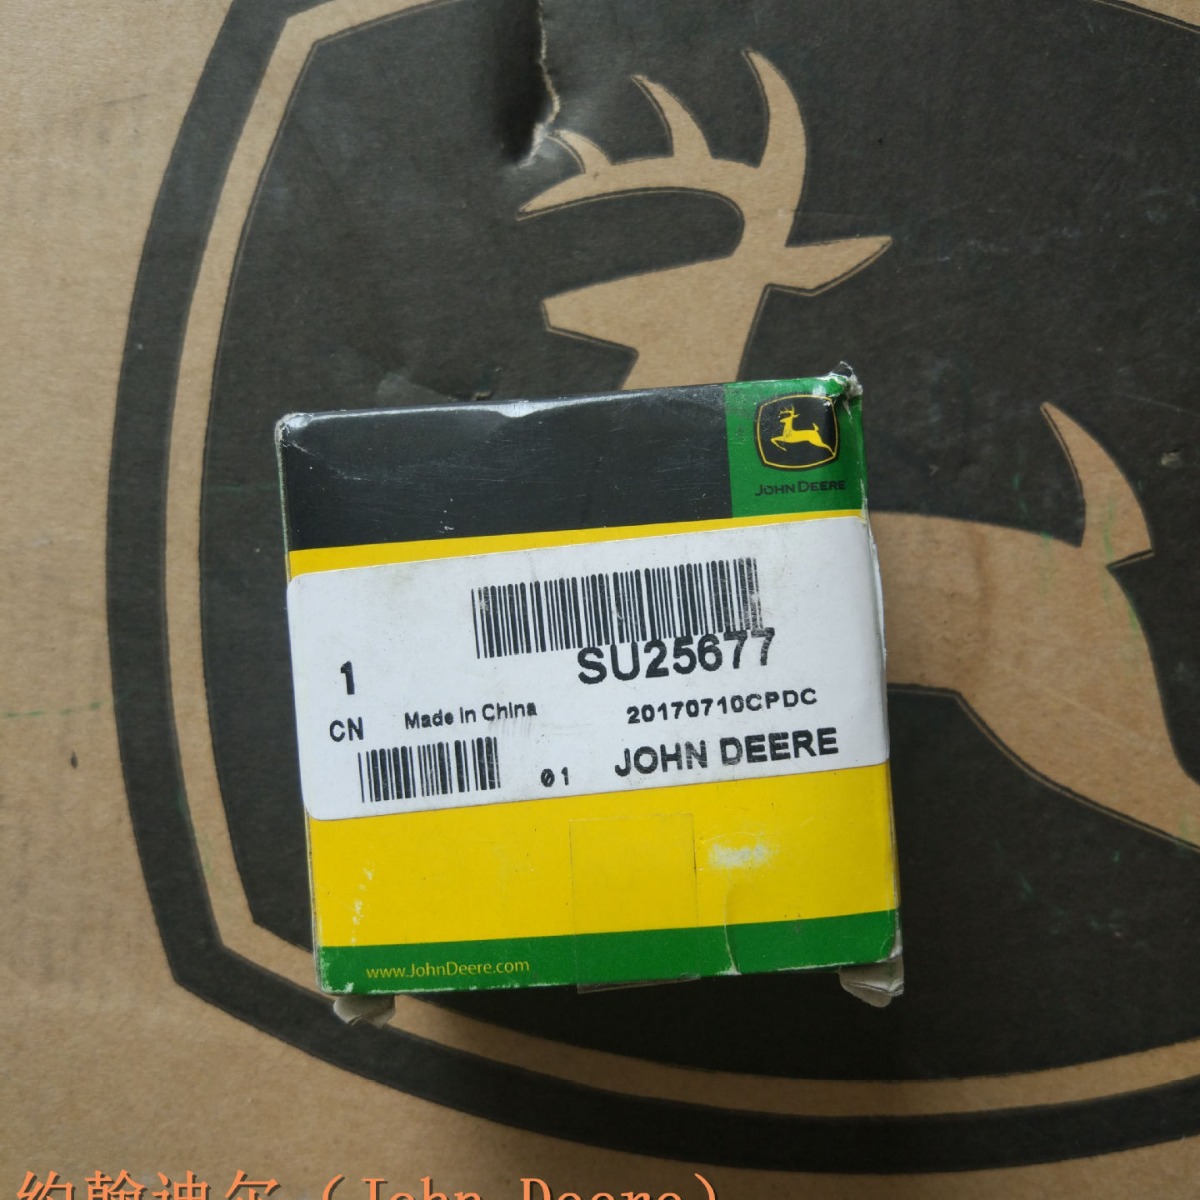 JOHN DEERE
SU25677
1
CN Made in China 20170710CPDC
01 JOHN DEERE
www.JohnDeere.com
约翰迪尔（John Deere）